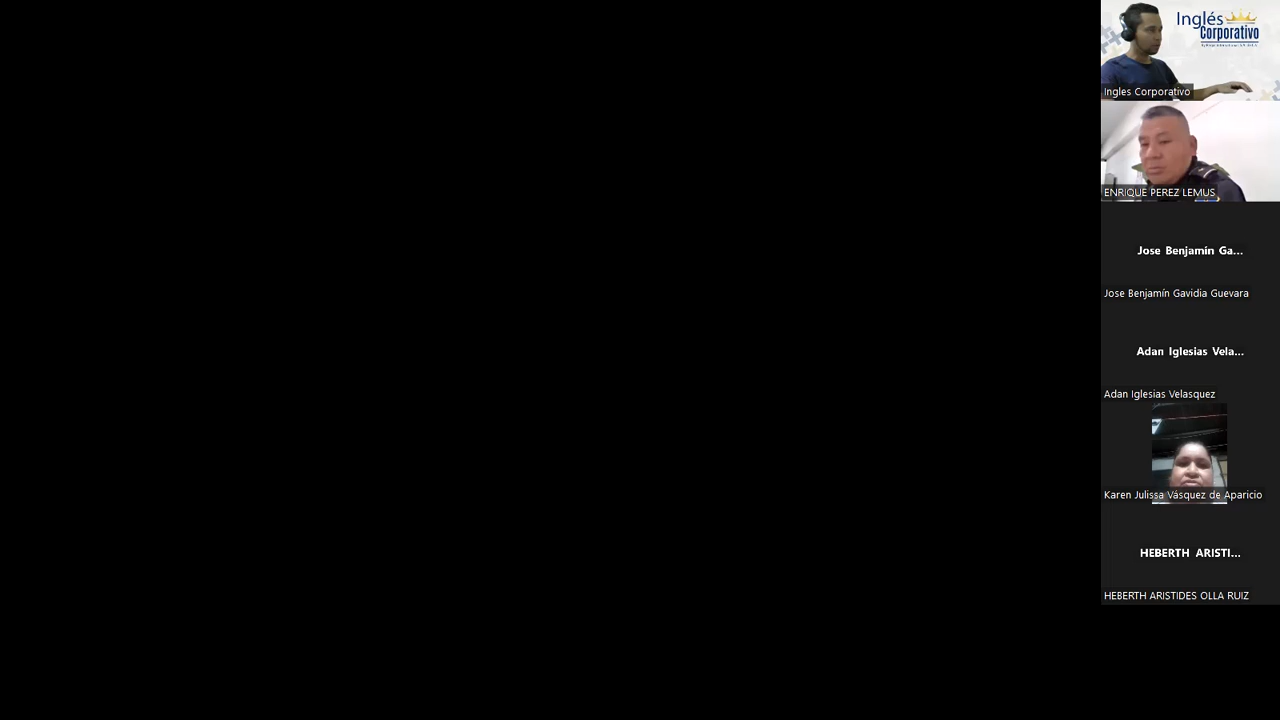 Inglés
Corporativo
Ingles Corporativo
ENRIQUE PEREZ LEMUS
Jose Benjamín Ga...
Jose Benjamín Gavidia Guevara
Adan Iglesias Vela...
Adan Iglesias Velasquez
Karen Julissa Vásquez de Aparicio
HEBERTH ARISTI...
HEBERTH ARISTIDES OLLA RUIZ